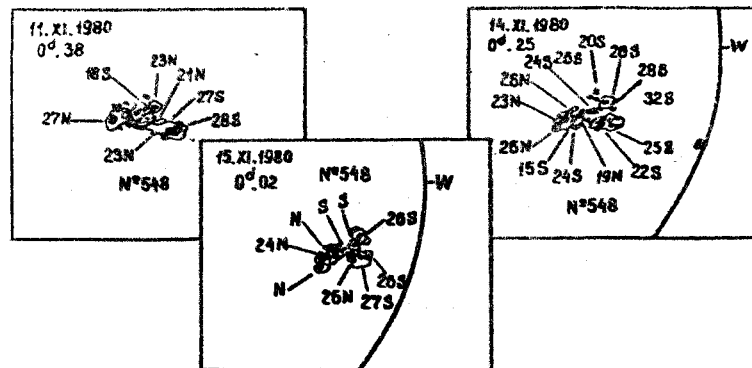 11.XI.1980
0ᵈ.38
18S
23N
21N
27S
27N
28S
23N
N°548
14.XI.1980
0ᵈ.25
20S
24S
25S
26S
W
26N
28S
23N
32S
26N
25S
15S
24S
19N
22S
N°548
15.XI.1980
0ᵈ.02
N°548
W
S
S
N
26S
24N
N
26N
27S
26S